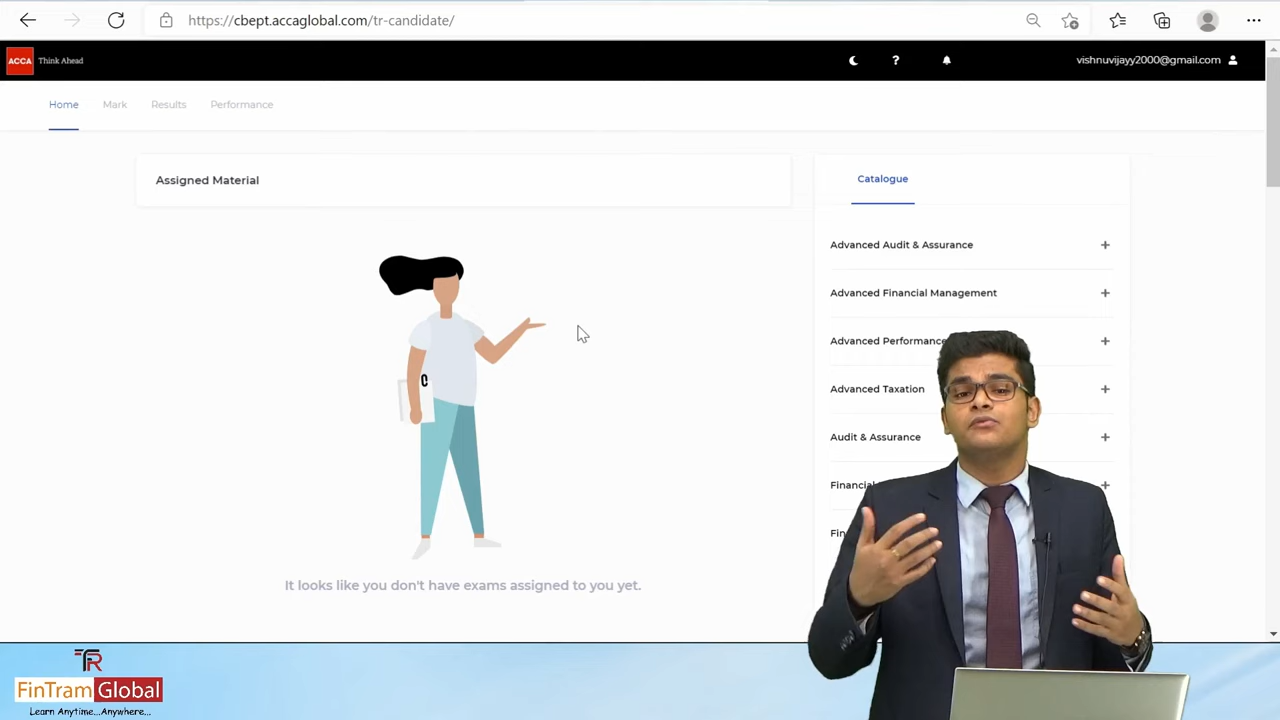 https://cbept.accaglobal.com/tr-candidate/
ACCA Think Ahead
? vishnuvijayy2000@gmail.com
Home Mark Results Performance
Assigned Material
Catalogue
Advanced Audit & Assurance +
Advanced Financial Management +
Advanced Performance +
Advanced Taxation +
Audit & Assurance +
Financial +
Fin
It looks like you don't have exams assigned to you yet.
FinTram Global
Learn Anytime...Anywhere...